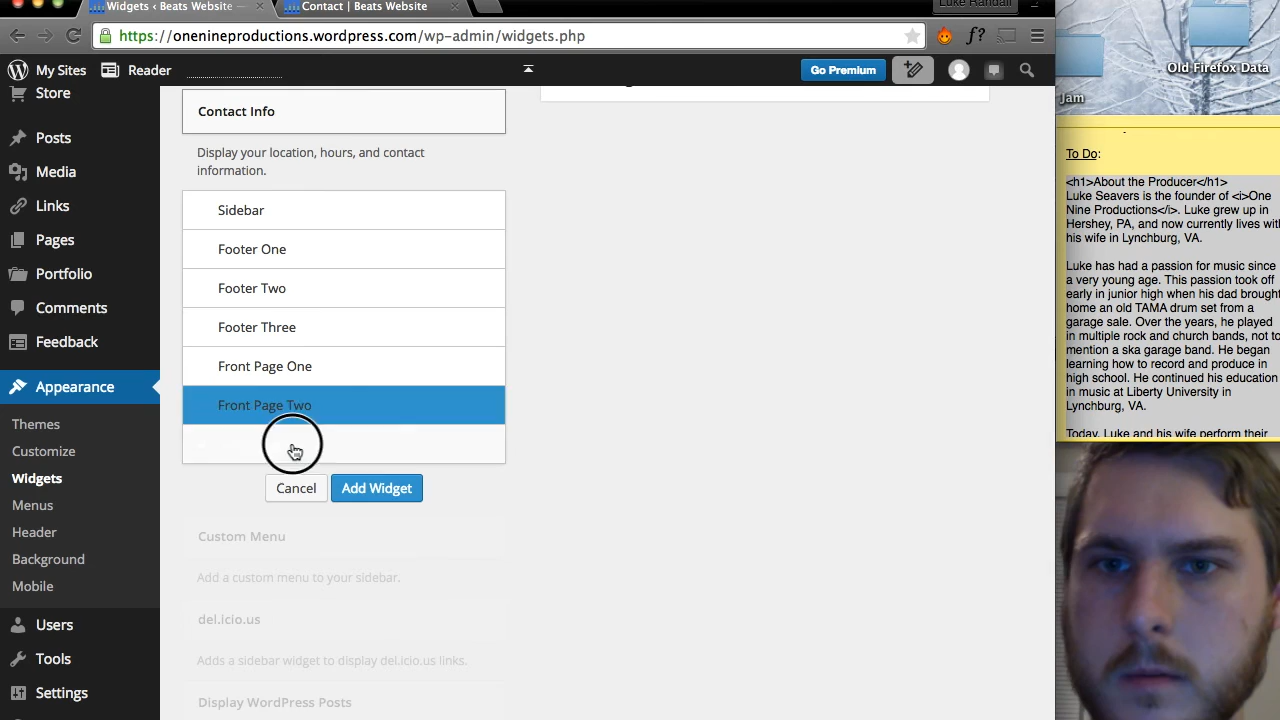 Widgets ‹ Beats Website —
Contact | Beats Website
Luke Randall
https://onenineproductions.wordpress.com/wp-admin/widgets.php
f?
My Sites
Reader
Go Premium
Store
Posts
Media
Links
Pages
Portfolio
Comments
Feedback
Appearance
Themes
Customize
Widgets
Menus
Header
Background
Mobile
Users
Tools
Settings
Contact Info
Display your location, hours, and contact
information.
Sidebar
Footer One
Footer Two
Footer Three
Front Page One
Front Page Two
Cancel
Add Widget
Custom Menu
Add a custom menu to your sidebar.
del.icio.us
Adds a sidebar widget to display del.icio.us links.
Display WordPress Posts
Old Firefox Data
Jam
To Do:
<h1>About the Producer</h1>
Luke Seavers is the founder of <i>One
Nine Productions</i>. Luke grew up in
Hershey, PA, and now currently lives with
his wife in Lynchburg, VA.
Luke has had a passion for music since
a very young age. This passion took off
early in junior high when his dad brought
home an old TAMA drum set from a
garage sale. Over the years, he played
in multiple rock and church bands, not to
mention a ska garage band. He began
learning how to record and produce in
high school. He continued his education
in music at Liberty University in
Lynchburg, VA.
Today, Luke and his wife perform their